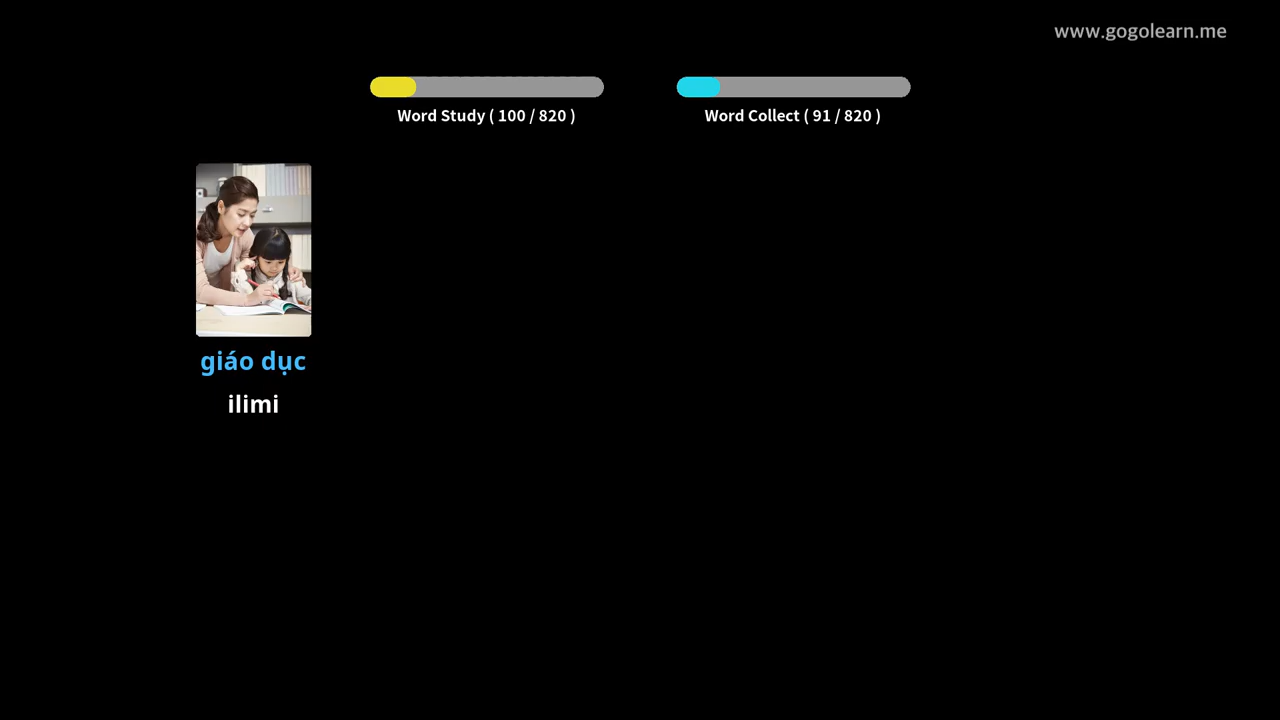 www.gogolearn.me
Word Study ( 100 / 820 )
Word Collect ( 91 / 820 )
giáo dục
ilimi